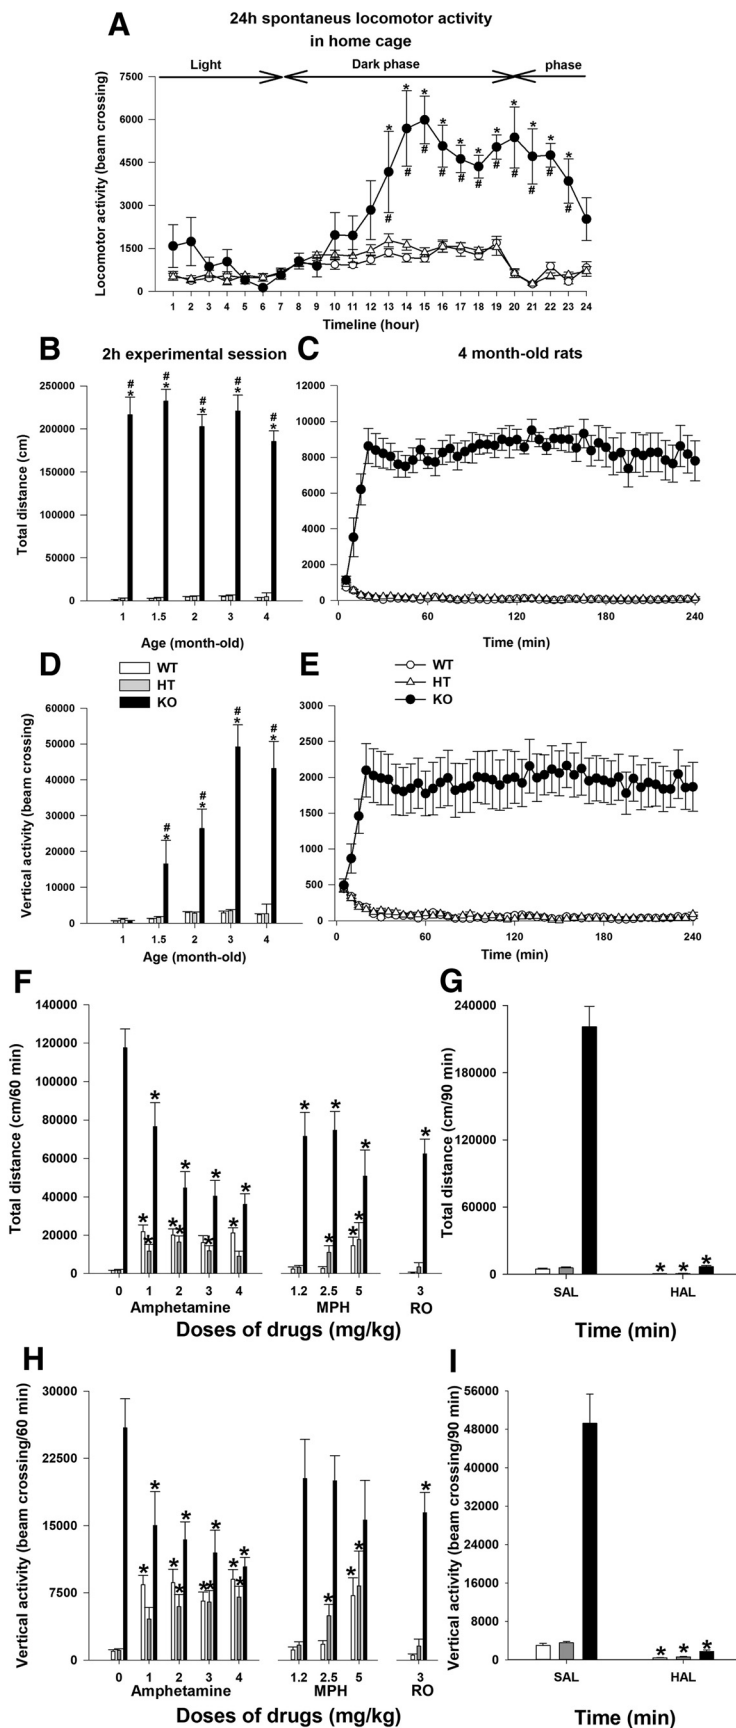 A
24h spontaneus locomotor activity
in home cage
Light
Dark phase
phase
Locomotor activity (beam crossing)
7500
6000
4500
3000
1500
0
* * * * * * * * * * *
# # # # # # # # # # #
1 2 3 4 5 6 7 8 9 10 11 12 13 14 15 16 17 18 19 20 21 22 23 24
Timeline (hour)
B
2h experimental session
Total distance (cm)
250000
200000
150000
100000
50000
0
# # # # #
* * * * *
1 1.5 2 3 4
Age (month-old)
C
4 month-old rats
12000
10000
8000
6000
4000
2000
0
0 60 120 180 240
Time (min)
D
WT
HT
KO
Vertical activity (beam crossing)
60000
50000
40000
30000
20000
10000
0
# # # #
* * * *
1 1.5 2 3 4
Age (month-old)
E
WT
HT
KO
3000
2500
2000
1500
1000
500
0
0 60 120 180 240
Time (min)
F
Total distance (cm/60 min)
140000
120000
100000
80000
60000
40000
20000
0
* * * * * * * * * * * * * * * * * *
0 1 2 3 4 1.2 2.5 5 3
Amphetamine MPH RO
Doses of drugs (mg/kg)
G
Total distance (cm/90 min)
240000
180000
120000
60000
0
* * *
SAL HAL
Time (min)
H
Vertical activity (beam crossing/60 min)
30000
22500
15000
7500
0
* * * * * * * * * * * * * * *
0 1 2 3 4 1.2 2.5 5 3
Amphetamine MPH RO
Doses of drugs (mg/kg)
I
Vertical activity (beam crossing/90 min)
56000
48000
40000
32000
24000
16000
8000
0
* * *
SAL HAL
Time (min)